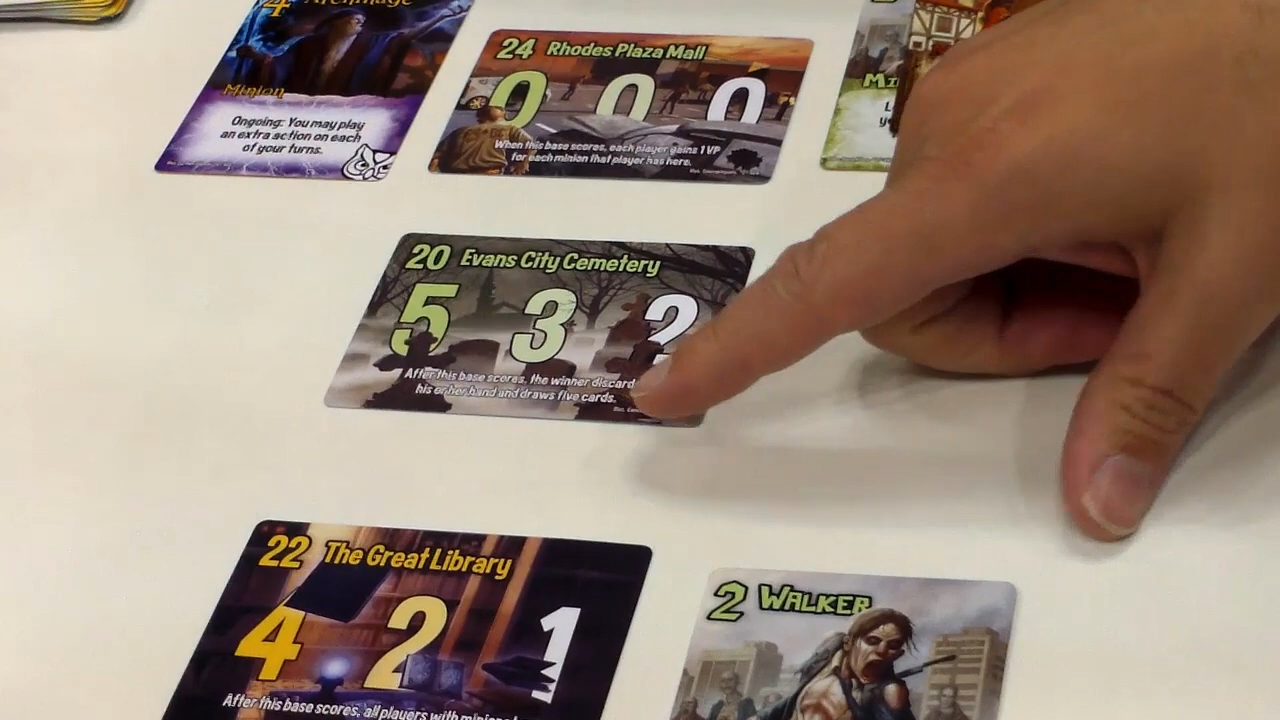 4 Archmage
Minion
Ongoing: You may play
an extra action on each
of your turns.
24 Rhodes Plaza Mall
0 0 0
When this base scores, each player gains 1 VP
for each minion that player has here.
20 Evans City Cemetery
5 3 2
After this base scores, the winner discard
his or her hand and draws five cards.
22 The Great Library
4 2 1
After this base scores, all players with
2 Walker